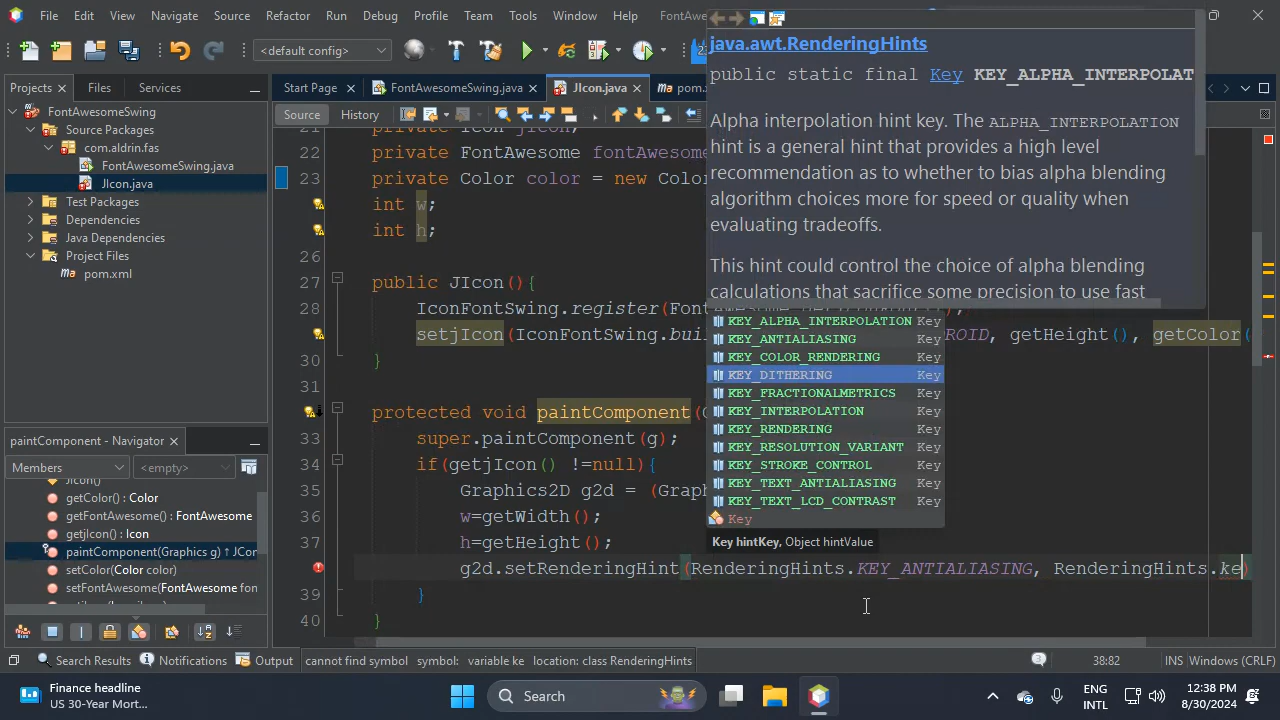 File Edit View Navigate Source Refactor Run Debug Profile Team Tools Window Help
<default config>
java.awt.RenderingHints
public static final Key KEY_ALPHA_INTERPOLAT
Alpha interpolation hint key. The ALPHA_INTERPOLATION
hint is a general hint that provides a high level
recommendation as to whether to bias alpha blending
algorithm choices more for speed or quality when
evaluating tradeoffs.
This hint could control the choice of alpha blending
calculations that sacrifice some precision to use fast
Projects Files Services
Start Page FontAwesomeSwing.java JIcon.java pom.
Source History
FontAwesomeSwing
Source Packages
com.aldrin.fas
FontAwesomeSwing.java
JIcon.java
Test Packages
Dependencies
Java Dependencies
Project Files
pom.xml
22 private FontAwesome fontAwesome
23 private Color color = new Colo
int w;
int h;
26
27 public JIcon(){
28 IconFontSwing.register(Fon
setjIcon(IconFontSwing.bui ROID, getHeight(), getColor(
30 }
31
protected void paintComponent(
33 super.paintComponent(g);
34 if(getjIcon() !=null){
35 Graphics2D g2d = (Graph
36 w=getWidth();
37 h=getHeight();
g2d.setRenderingHint(RenderingHints.KEY_ANTIALIASING, RenderingHints.ke)
39 }
40 }
KEY_ALPHA_INTERPOLATION Key
KEY_ANTIALIASING Key
KEY_COLOR_RENDERING Key
KEY_DITHERING Key
KEY_FRACTIONALMETRICS Key
KEY_INTERPOLATION Key
KEY_RENDERING Key
KEY_RESOLUTION_VARIANT Key
KEY_STROKE_CONTROL Key
KEY_TEXT_ANTIALIASING Key
KEY_TEXT_LCD_CONTRAST Key
Key
Key hintKey, Object hintValue
paintComponent - Navigator
Members <empty>
getColor() : Color
getFontAwesome() : FontAwesome
getjIcon() : Icon
paintComponent(Graphics g) ↑ JCor
setColor(Color color)
setFontAwesome(FontAwesome fon
Search Results Notifications Output
cannot find symbol symbol: variable ke location: class RenderingHints
3 38:82 INS Windows (CRLF)
Finance headline
US 30-Year Mort...
Search
ENG
INTL
12:38 PM
8/30/2024